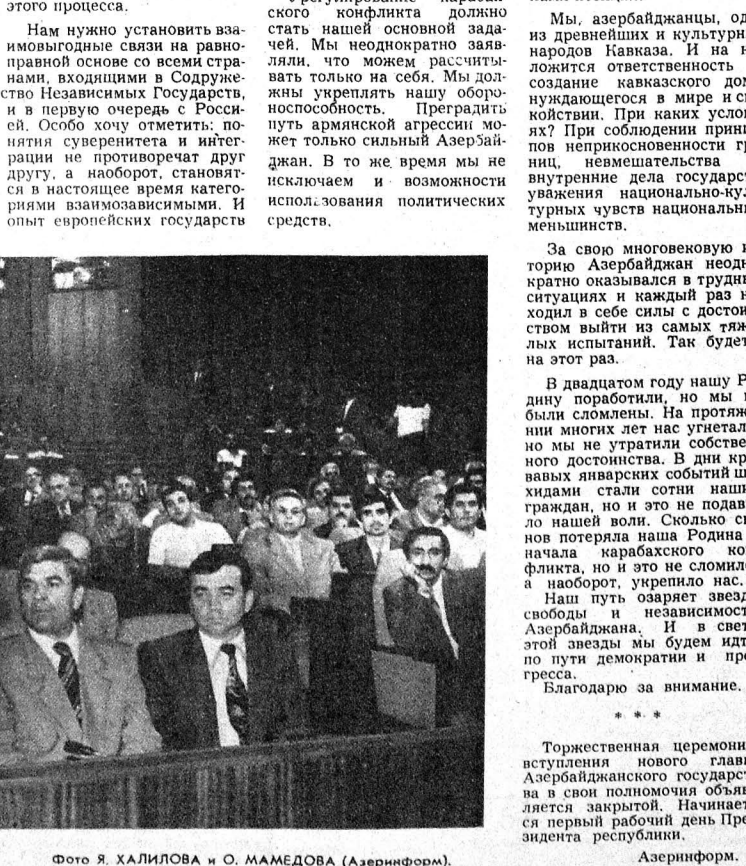 этого процесса.
Нам нужно установить вза-
имовыгодные связи на равно-
правной основе со всеми стра-
нами, входящими в Содруже-
ство Независимых Государств,
и в первую очередь с Росси-
ей. Особо хочу отметить: по-
нятия суверенитета и интег-
рации не противоречат друг
другу, а наоборот, становят-
ся в настоящее время катего-
риями взаимозависимыми. И
опыт европейских государств
ского конфликта должно
стать нашей основной зада-
чей. Мы неоднократно заяв-
ляли, что можем рассчиты-
вать только на себя. Мы дол-
жны укреплять нашу оборо-
носпособность. Преградить
путь армянской агрессии мо-
жет только сильный Азербай-
джан. В то же время мы не
исключаем и возможности
использования политических
средств.
Мы, азербайджанцы, од
из древнейших и культурн
народов Кавказа. И на н
ложится ответственность
создание кавказского дом
нуждающегося в мире и сп
койствии. При каких услов
ях? При соблюдении принц
пов неприкосновенности гр
ниц, невмешательства
внутренние дела государст
уважения национально-кул
турных чувств национальн
меньшинств.
За свою многовековую и
торию Азербайджан неодн
кратно оказывался в трудн
ситуациях и каждый раз н
ходил в себе силы с достои
ством выйти из самых тяж
лых испытаний. Так будет
на этот раз.
В двадцатом году нашу Р
дину поработили, но мы н
были сломлены. На протяж
нии многих лет нас угнетал
но мы не утратили собстве
ного достоинства. В дни кр
вавых январских событий ш
хидами стали сотни наши
граждан, но и это не подав
ло нашей воли. Сколько сы
нов потеряла наша Родина
начала карабахского ко
фликта, но и это не сломил
а наоборот, укрепило нас.
Наш путь озаряет звезд
свободы и независимост
Азербайджана. И в свет
этой звезды мы будем идт
по пути демократии и про
гресса.
Благодарю за внимание.
* * *
Торжественная церемони
вступления нового глав
Азербайджанского государст
ва в свои полномочия объяв
ляется закрытой. Начинает
ся первый рабочий день Пре
зидента республики.
Азеринформ.
Фото Я. ХАЛИЛОВА и О. МАМЕДОВА (Азеринформ).